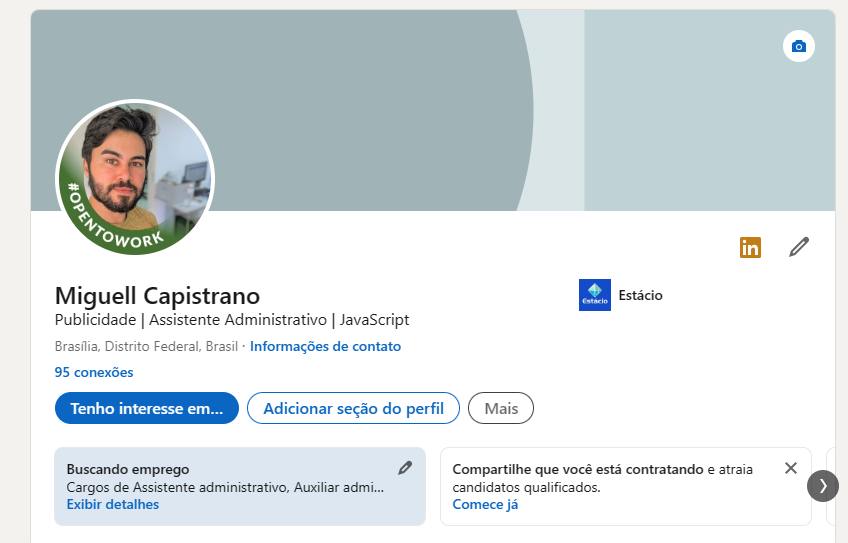 #OPENTOWORK
in
Miguell Capistrano
Estácio
Estácio
Publicidade | Assistente Administrativo | JavaScript
Brasília, Distrito Federal, Brasil · Informações de contato
95 conexões
Tenho interesse em...
Adicionar seção do perfil
Mais
Buscando emprego
Cargos de Assistente administrativo, Auxiliar admi...
Exibir detalhes
Compartilhe que você está contratando e atraia
candidatos qualificados.
Comece já